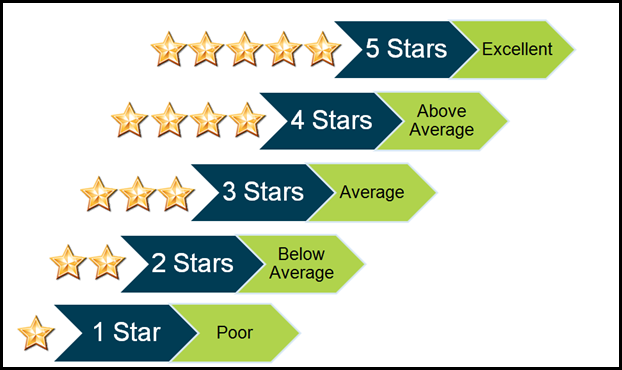 5 Stars
Excellent
4 Stars
Above
Average
3 Stars
Average
2 Stars
Below
Average
1 Star
Poor